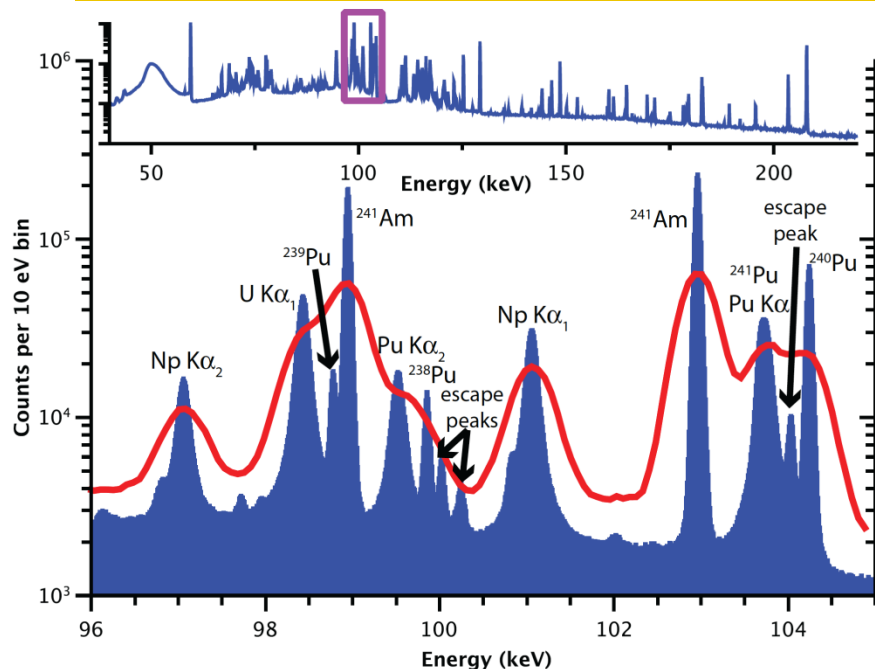 10⁶
50
100
125
150
200
Energy (keV)
Counts per 10 eV bin
10⁵
10⁴
10³
²⁴¹Am
²³⁹Pu
U Kα₁
Np Kα₂
Pu Kα₂
²³⁸Pu
escape
peaks
Np Kα₁
²⁴¹Am
escape
peak
²⁴¹Pu
Pu Kα
²⁴⁰Pu
96
98
100
102
104
Energy (keV)